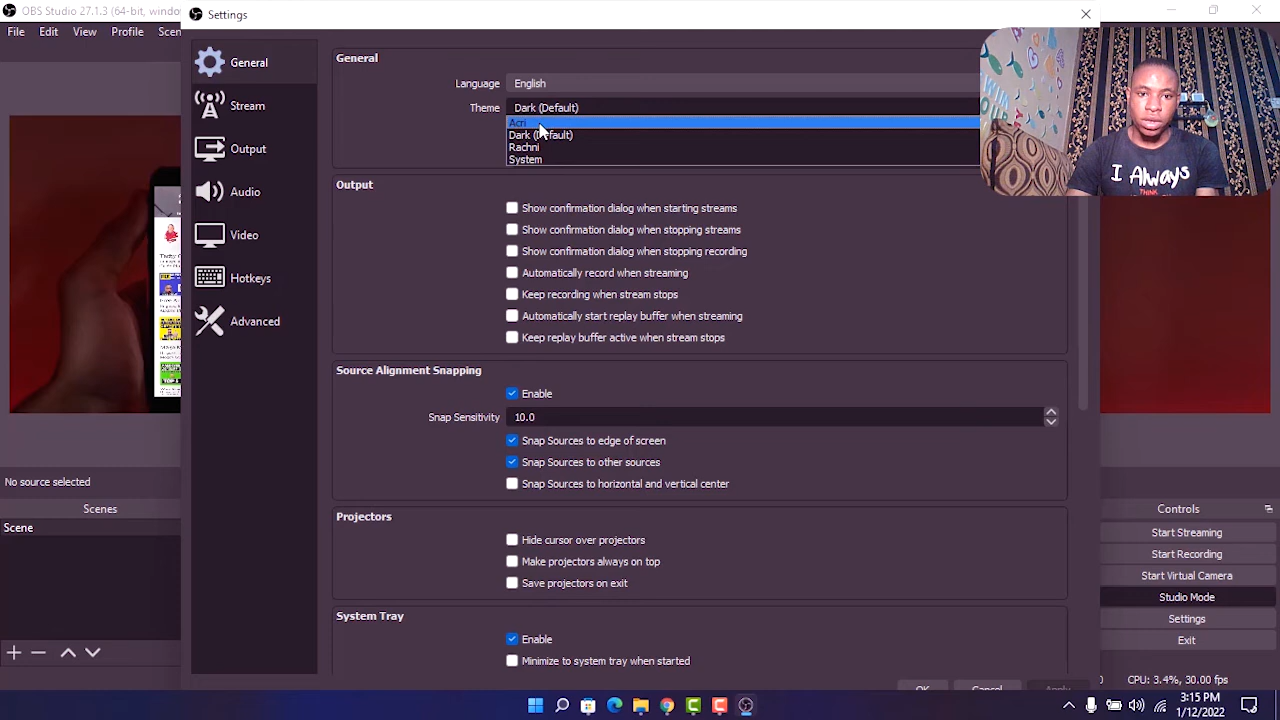 OBS Studio 27.1.3 (64-bit, windo
File Edit View Profile Scen
Settings
General
Stream
Output
Audio
Video
Hotkeys
Advanced
General
Language English
Theme Dark (Default)
Acri
Dark (Default)
Rachni
System
Output
Show confirmation dialog when starting streams
Show confirmation dialog when stopping streams
Show confirmation dialog when stopping recording
Automatically record when streaming
Keep recording when stream stops
Automatically start replay buffer when streaming
Keep replay buffer active when stream stops
Source Alignment Snapping
Enable
Snap Sensitivity 10.0
Snap Sources to edge of screen
Snap Sources to other sources
Snap Sources to horizontal and vertical center
Projectors
Hide cursor over projectors
Make projectors always on top
Save projectors on exit
System Tray
Enable
Minimize to system tray when started
OK Cancel Apply
No source selected
Scenes
Scene
I Always
THINK
Controls
Start Streaming
Start Recording
Start Virtual Camera
Studio Mode
Settings
Exit
0 CPU: 3.4%, 30.00 fps
3:15 PM
1/12/2022